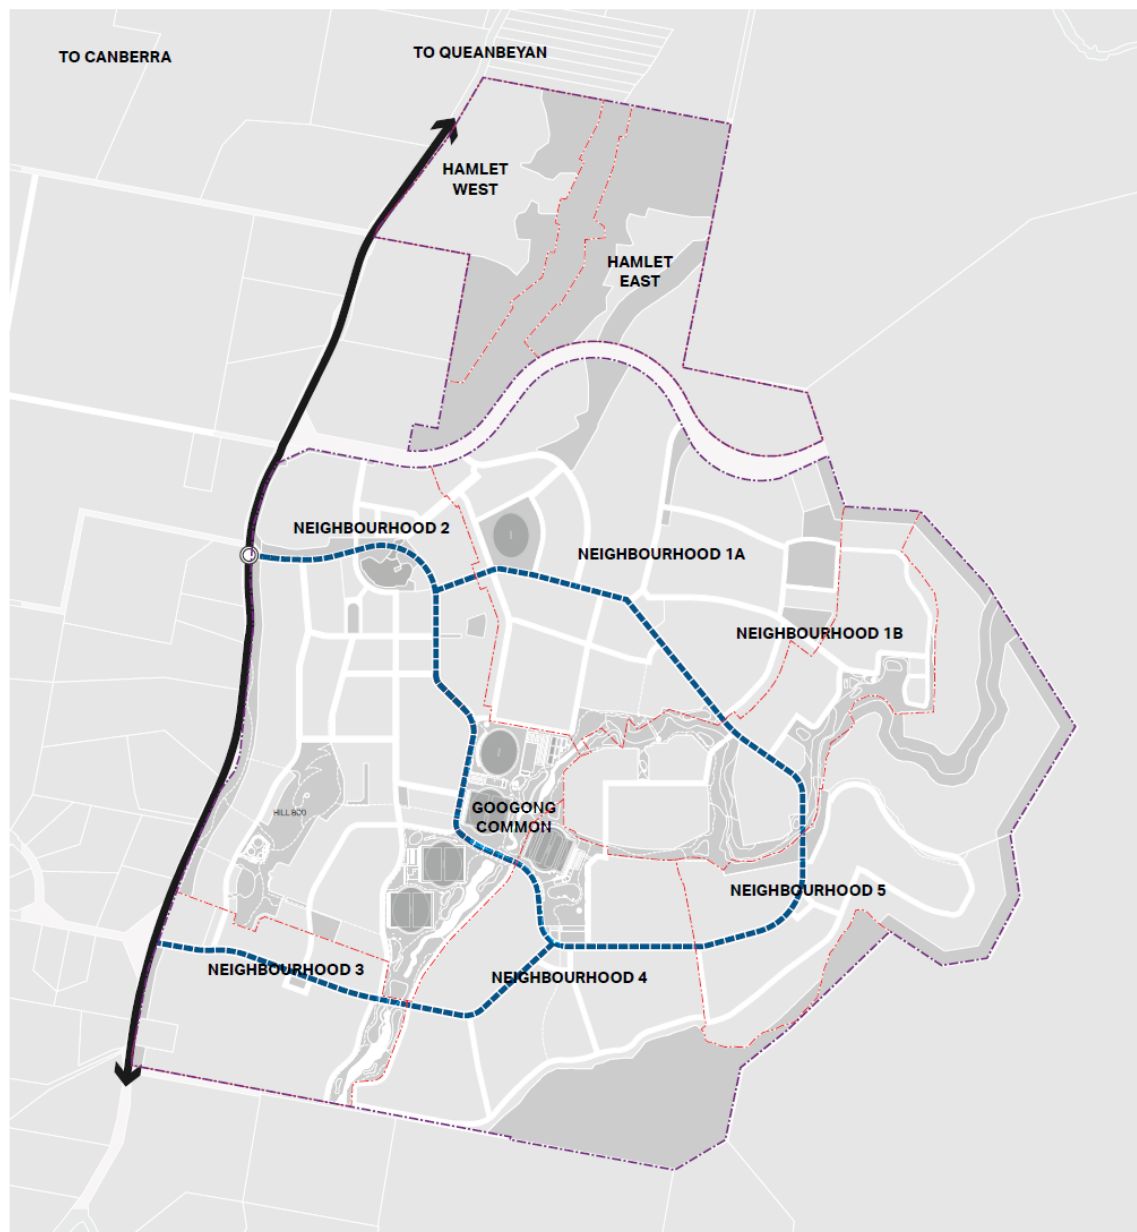 TO CANBERRA
TO QUEANBEYAN
HAMLET
WEST
HAMLET
EAST
NEIGHBOURHOOD 2
NEIGHBOURHOOD 1A
NEIGHBOURHOOD 1B
HILL 800
GOOGONG
COMMON
NEIGHBOURHOOD 5
NEIGHBOURHOOD 3
NEIGHBOURHOOD 4